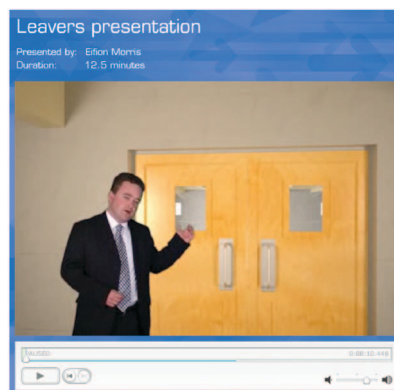 Leavers presentation
Presented by: Eifion Morris
Duration: 12.5 minutes
PAUSED